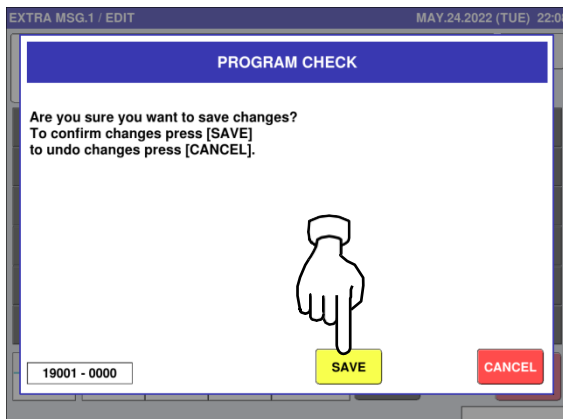 EXTRA MSG.1 / EDIT MAY.24.2022 (TUE) 22:08
PROGRAM CHECK
Are you sure you want to save changes?
To confirm changes press [SAVE]
to undo changes press [CANCEL].
19001 - 0000 SAVE CANCEL